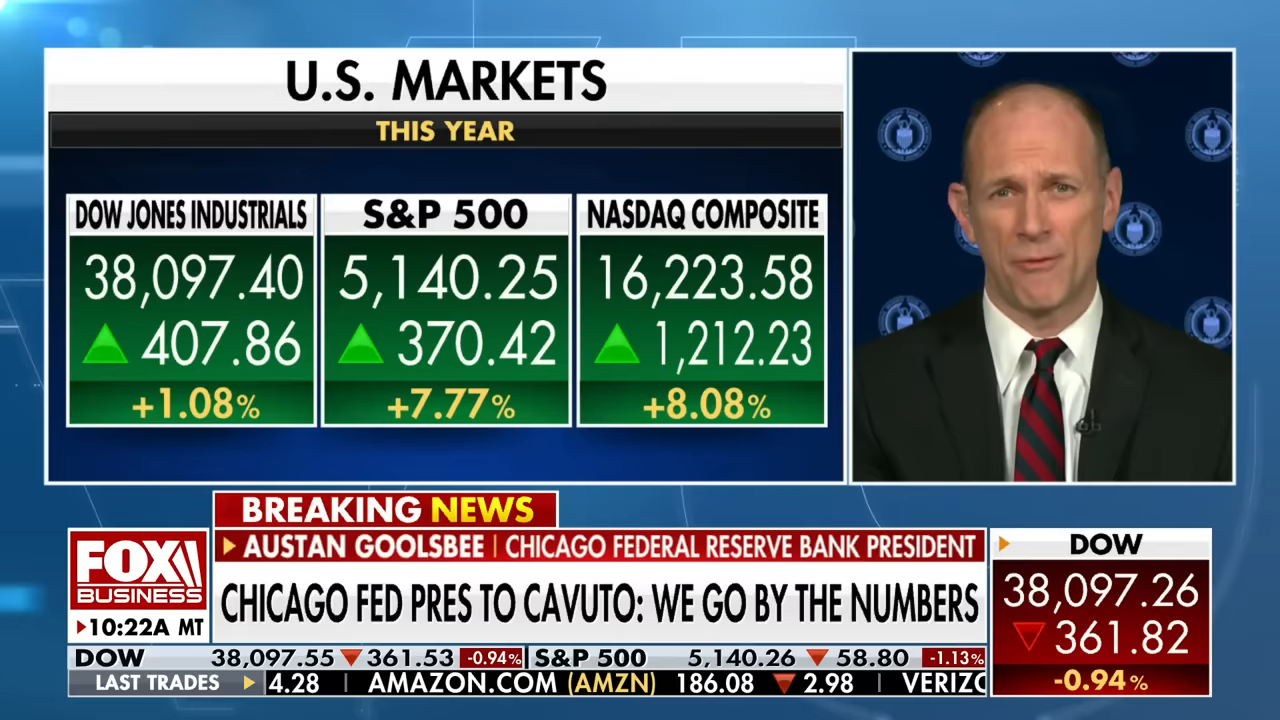 U.S. MARKETS
THIS YEAR
DOW JONES INDUSTRIALS
38,097.40
▲ 407.86
+1.08%
S&P 500
5,140.25
▲ 370.42
+7.77%
NASDAQ COMPOSITE
16,223.58
▲ 1,212.23
+8.08%
BREAKING NEWS
AUSTAN GOOLSBEE | CHICAGO FEDERAL RESERVE BANK PRESIDENT
CHICAGO FED PRES TO CAVUTO: WE GO BY THE NUMBERS
FOX
BUSINESS
10:22A MT
DOW
38,097.26
▼ 361.82
-0.94%
DOW 38,097.55 ▼ 361.53 -0.94% S&P 500 5,140.26 ▼ 58.80 -1.13%
LAST TRADES 4.28 | AMAZON.COM (AMZN) 186.08 ▼ 2.98 | VERIZO